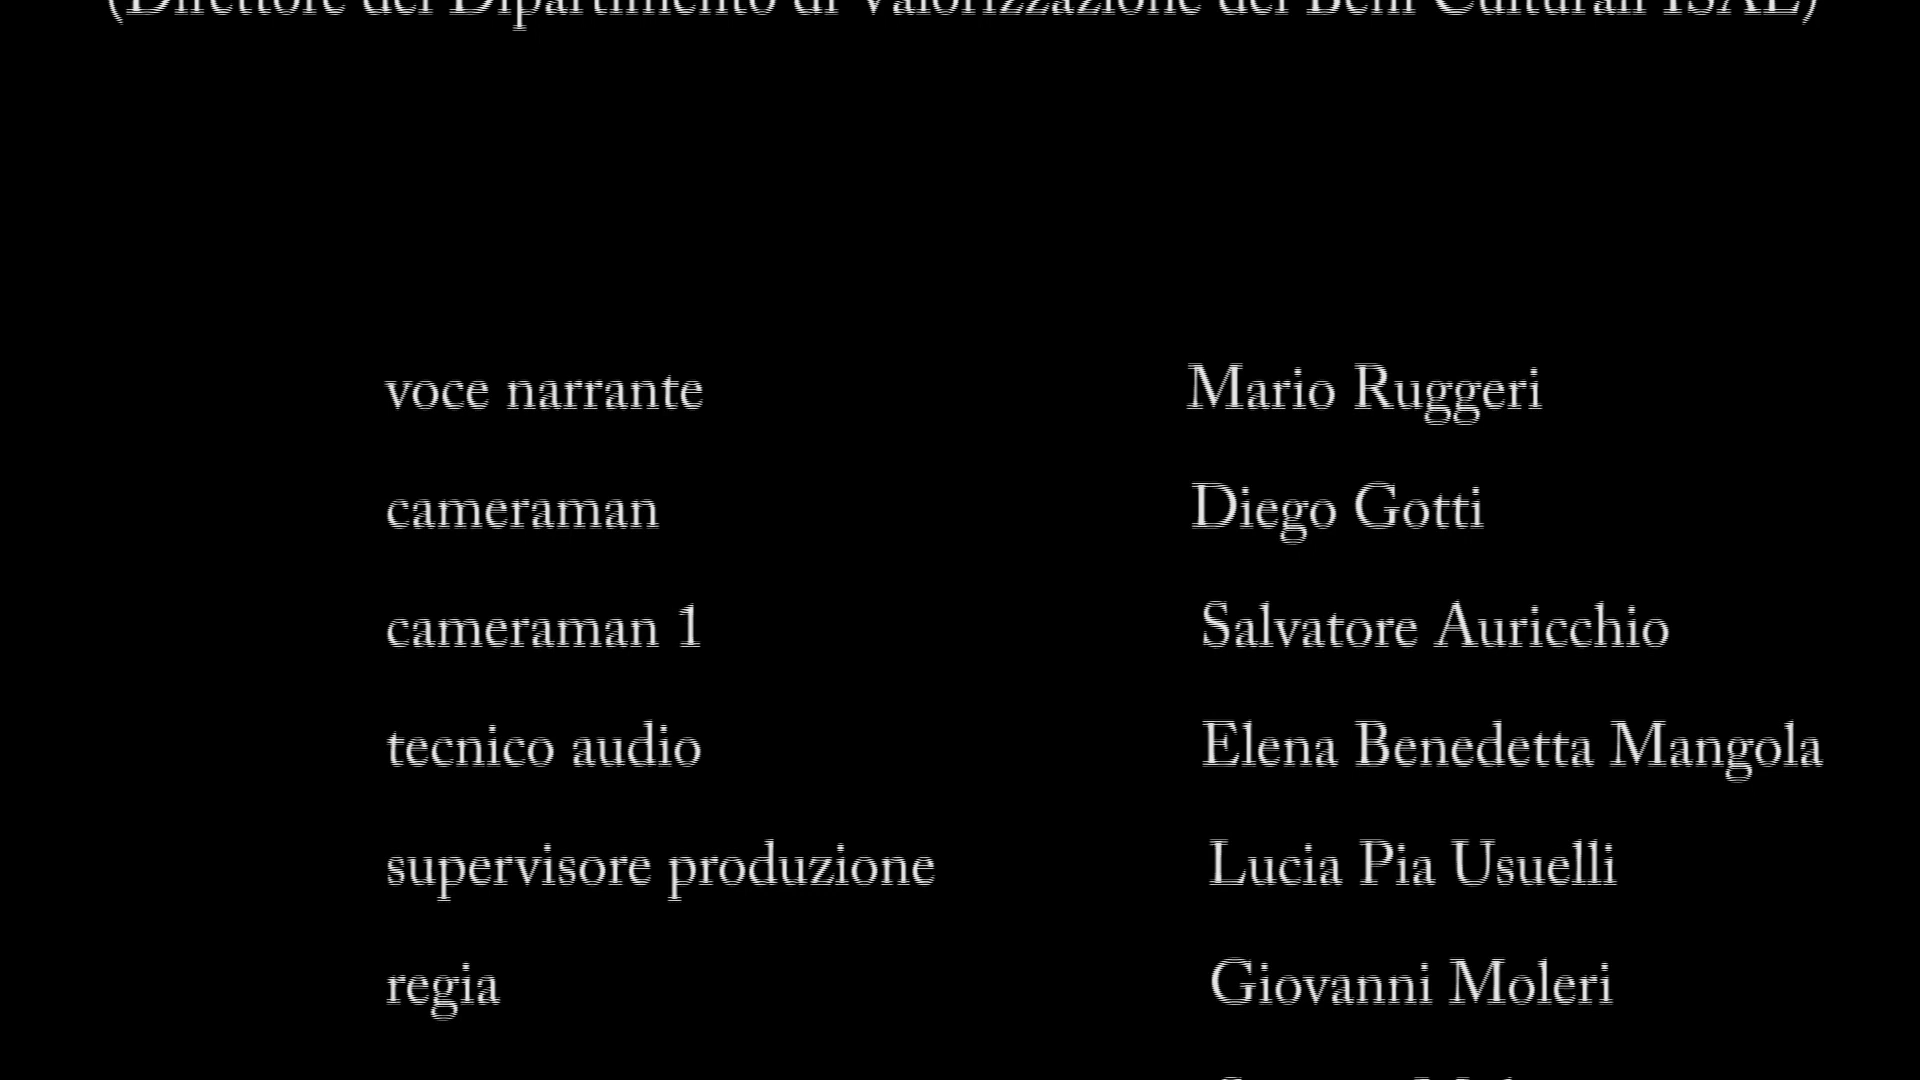 (Direttore del Dipartimento di Valorizzazione dei Beni Culturali ISAL)
voce narrante Mario Ruggeri
cameraman Diego Gotti
cameraman 1 Salvatore Auricchio
tecnico audio Elena Benedetta Mangola
supervisore produzione Lucia Pia Usuelli
regia Giovanni Moleri